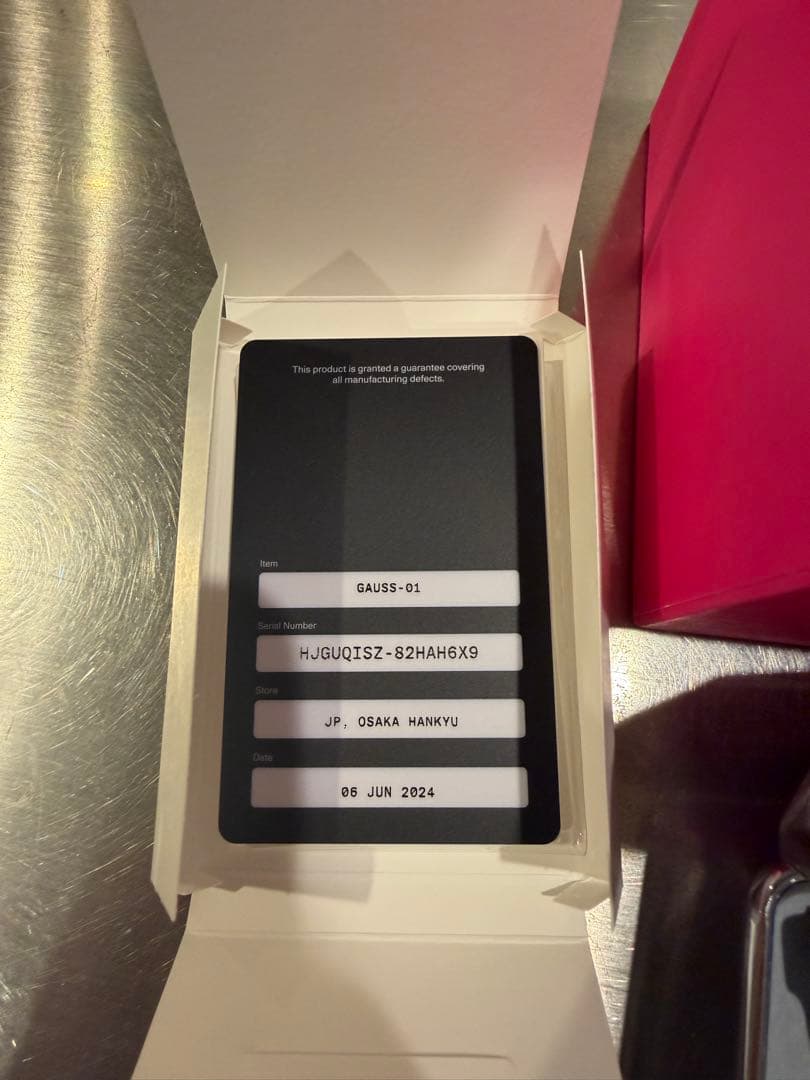 This product is granted a guarantee covering
all manufacturing defects.
Item
GAUSS-01
Serial Number
HJGUQISZ-82HAH6X9
Store
JP, OSAKA HANKYU
Date
06 JUN 2024